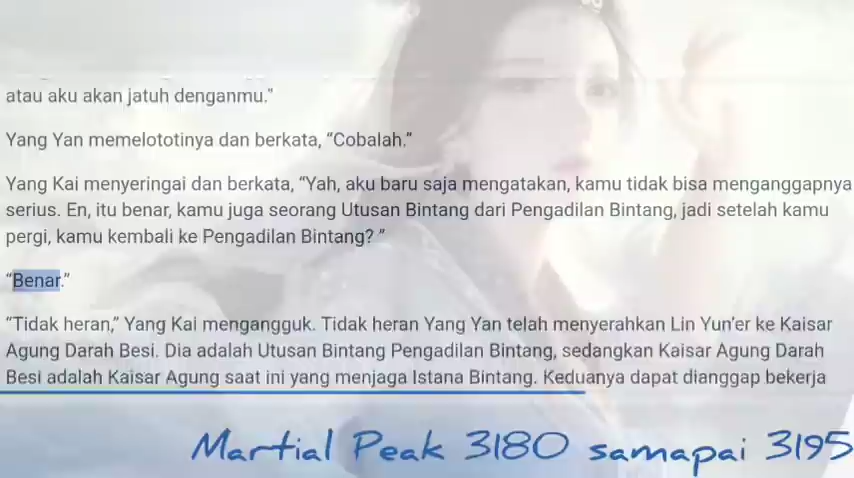 atau aku akan jatuh denganmu."
Yang Yan memelototinya dan berkata, “Cobalah.”
Yang Kai menyeringai dan berkata, “Yah, aku baru saja mengatakan, kamu tidak bisa menganggapnya
serius. En, itu benar, kamu juga seorang Utusan Bintang dari Pengadilan Bintang, jadi setelah kamu
pergi, kamu kembali ke Pengadilan Bintang? ”
“Benar.”
“Tidak heran,” Yang Kai mengangguk. Tidak heran Yang Yan telah menyerahkan Lin Yun’er ke Kaisar
Agung Darah Besi. Dia adalah Utusan Bintang Pengadilan Bintang, sedangkan Kaisar Agung Darah
Besi adalah Kaisar Agung saat ini yang menjaga Istana Bintang. Keduanya dapat dianggap bekerja
Martial Peak 3180 samapai 3195